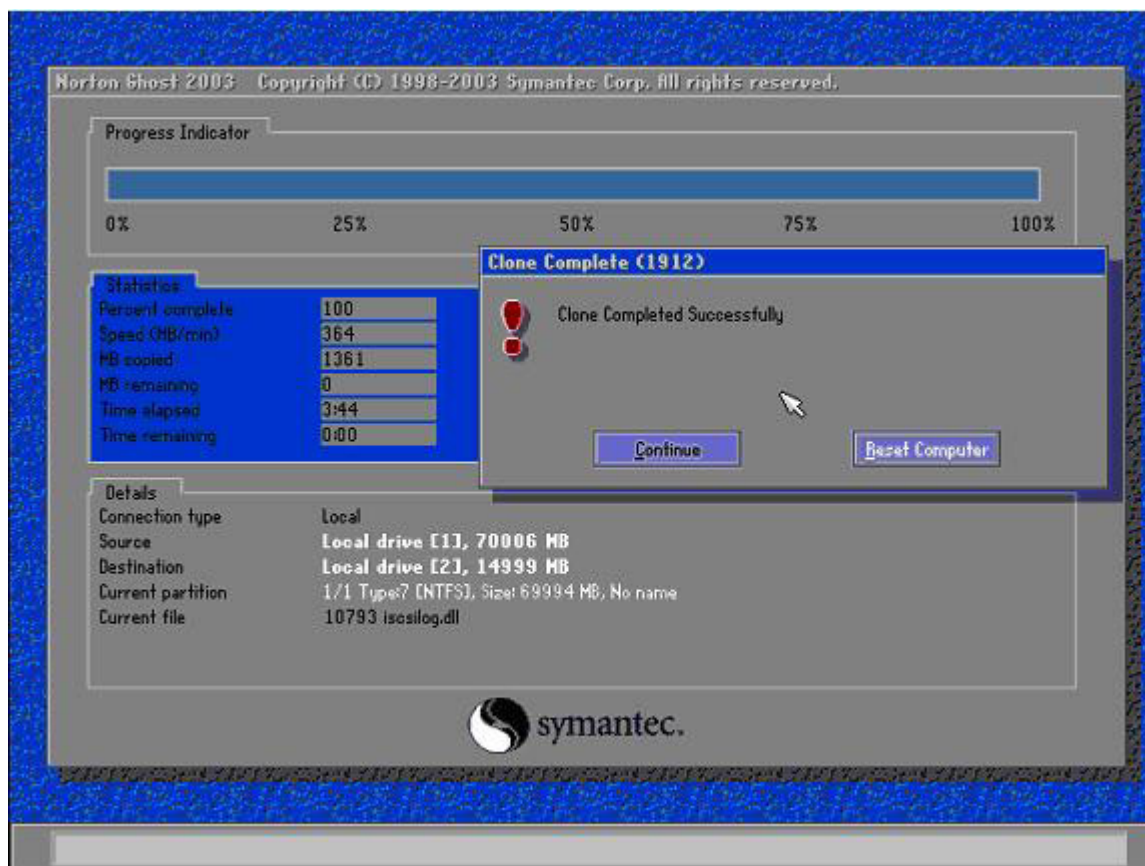 Norton Ghost 2003 Copyright (C) 1998-2003 Symantec Corp. All rights reserved.
Progress Indicator
0% 25% 50% 75% 100%
Clone Complete (1912)
Clone Completed Successfully
Continue Reset Computer
Statistics
Percent complete 100
Speed (MB/min) 364
MB copied 1361
MB remaining 0
Time elapsed 3:44
Time remaining 0:00
Details
Connection type Local
Source Local drive [1], 70006 MB
Destination Local drive [2], 14999 MB
Current partition 1/1 Type:7 [NTFS], Size: 69994 MB, No name
Current file 10793 iscsilog.dll
symantec.